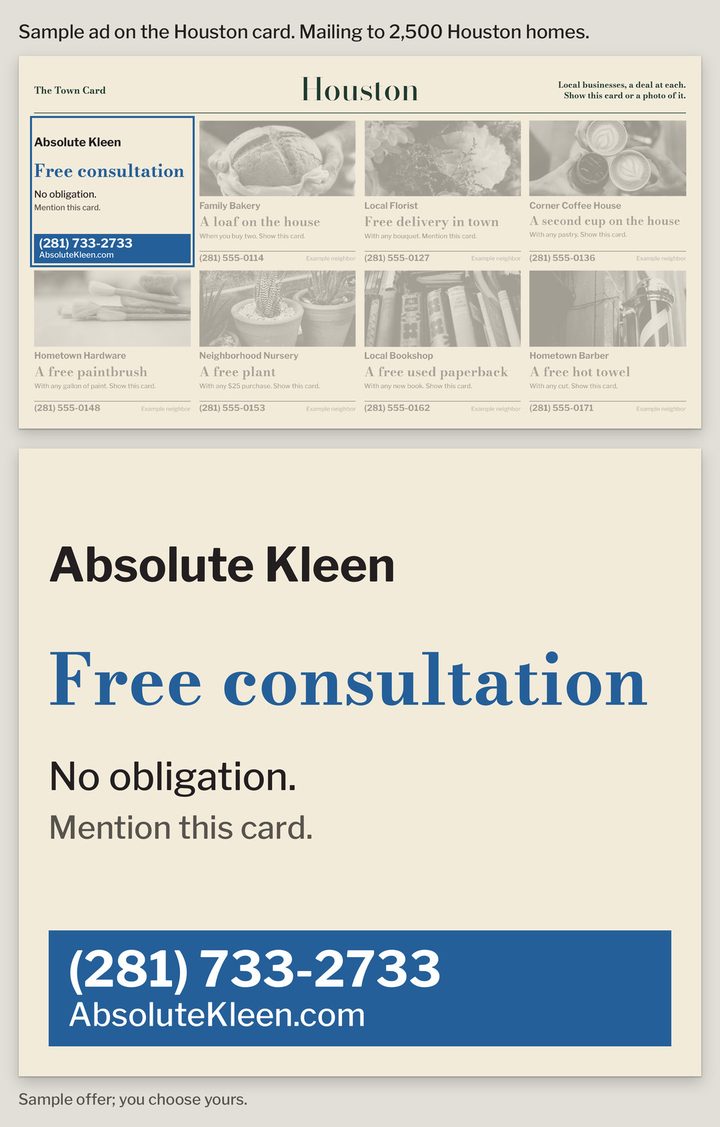 Sample ad on the Houston card. Mailing to 2,500 Houston homes.
The Town Card
Houston
Local businesses, a deal at each.
Show this card or a photo of it.
Absolute Kleen
Free consultation
No obligation.
Mention this card.
(281) 733-2733
AbsoluteKleen.com
Family Bakery
A loaf on the house
When you buy two. Show this card.
(281) 555-0114
Example neighbor
Local Florist
Free delivery in town
With any bouquet. Mention this card.
(281) 555-0127
Example neighbor
Corner Coffee House
A second cup on the house
With any pastry. Show this card.
(281) 555-0136
Example neighbor
Hometown Hardware
A free paintbrush
With any gallon of paint. Show this card.
(281) 555-0148
Example neighbor
Neighborhood Nursery
A free plant
With any $25 purchase. Show this card.
(281) 555-0153
Example neighbor
Local Bookshop
A free used paperback
With any new book. Show this card.
(281) 555-0162
Example neighbor
Hometown Barber
A free hot towel
With any cut. Show this card.
(281) 555-0171
Example neighbor
Absolute Kleen
Free consultation
No obligation.
Mention this card.
(281) 733-2733
AbsoluteKleen.com
Sample offer; you choose yours.